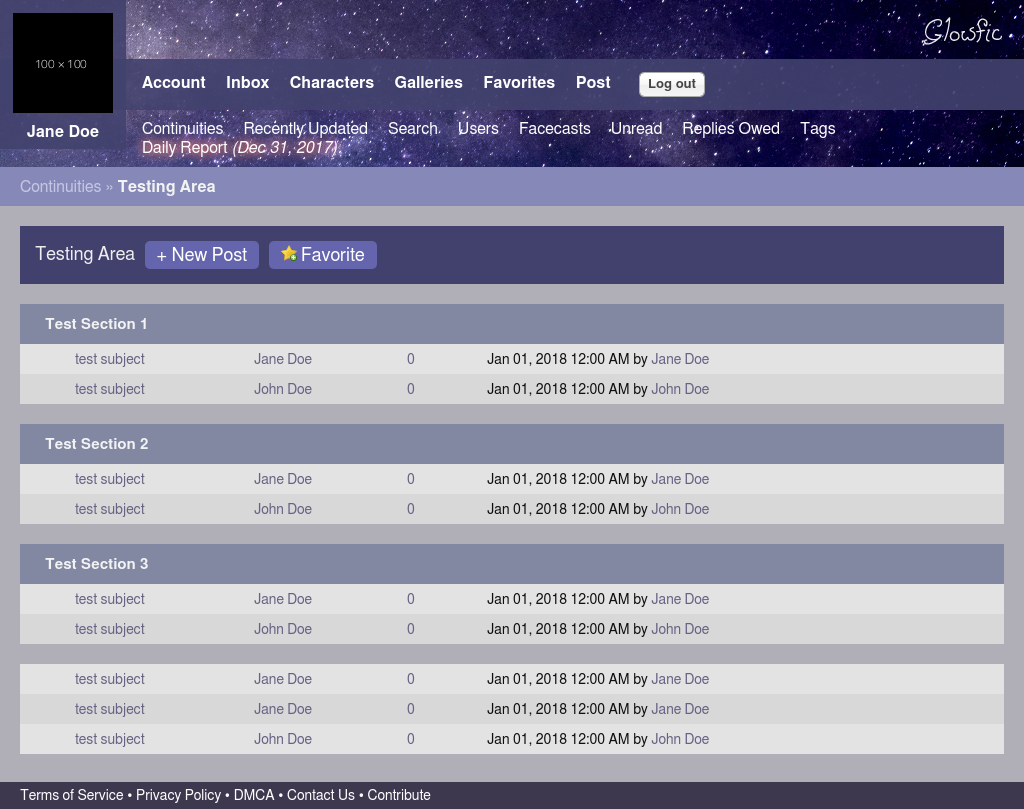 100 × 100
Glowfic
Account Inbox Characters Galleries Favorites Post Log out
Jane Doe
Continuities Recently Updated Search Users Facecasts Unread Replies Owed Tags
Daily Report (Dec 31, 2017)
Continuities » Testing Area
Testing Area + New Post Favorite
Test Section 1
test subject Jane Doe 0 Jan 01, 2018 12:00 AM by Jane Doe
test subject John Doe 0 Jan 01, 2018 12:00 AM by John Doe
Test Section 2
test subject Jane Doe 0 Jan 01, 2018 12:00 AM by Jane Doe
test subject John Doe 0 Jan 01, 2018 12:00 AM by John Doe
Test Section 3
test subject Jane Doe 0 Jan 01, 2018 12:00 AM by Jane Doe
test subject John Doe 0 Jan 01, 2018 12:00 AM by John Doe
test subject Jane Doe 0 Jan 01, 2018 12:00 AM by Jane Doe
test subject Jane Doe 0 Jan 01, 2018 12:00 AM by Jane Doe
test subject John Doe 0 Jan 01, 2018 12:00 AM by John Doe
Terms of Service • Privacy Policy • DMCA • Contact Us • Contribute